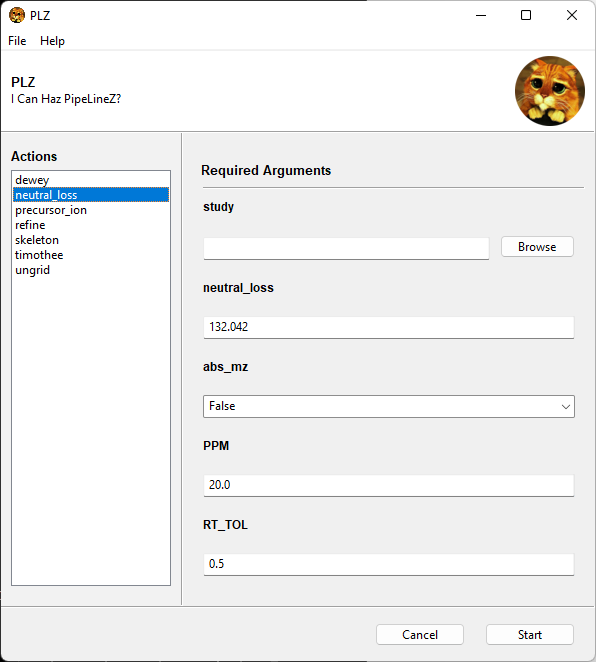 PLZ
File Help
PLZ
I Can Haz PipeLineZ?
Actions
dewey
neutral_loss
precursor_ion
refine
skeleton
timothee
ungrid
Required Arguments
study
Browse
neutral_loss
132.042
abs_mz
False
PPM
20.0
RT_TOL
0.5
Cancel Start